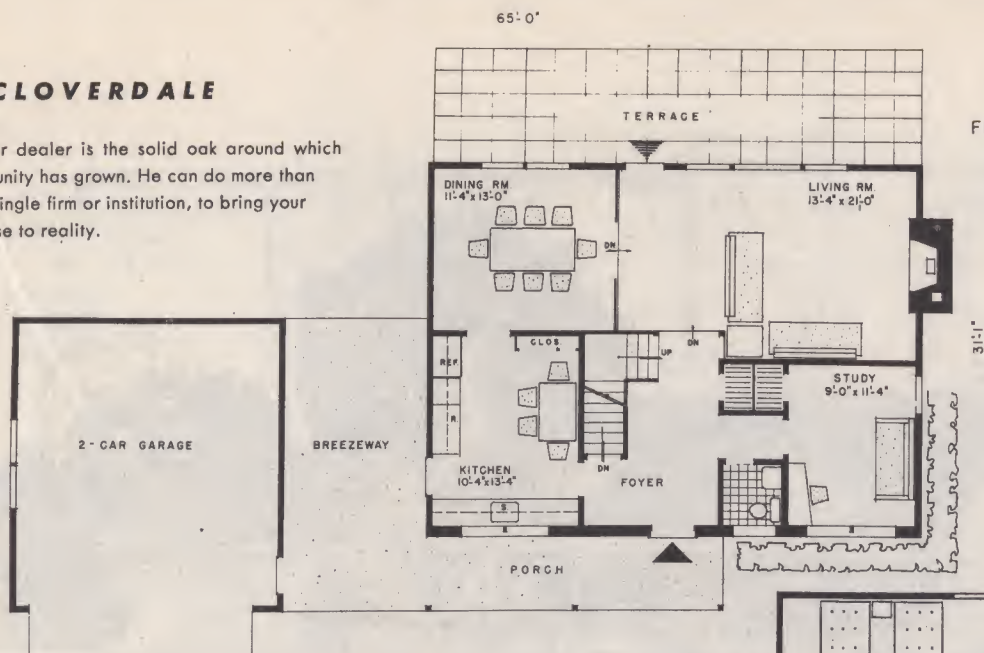 65'-0"
CLOVERDALE
r dealer is the solid oak around which
unity has grown. He can do more than
single firm or institution, to bring your
se to reality.
TERRACE
F
DINING RM.
11'-4" x 13'-0"
LIVING RM.
13'-4" x 21'-0"
DN
31'-1"
CLOS.
REF.
UP
DN
STUDY
9'-0" x 11'-4"
R
2-CAR GARAGE
BREEZEWAY
DN
KITCHEN
10'-4" x 13'-4"
FOYER
S
PORCH